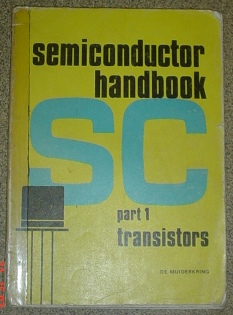 semiconductor
handbook
SC
part 1
transistors
DE MUIDERKRING